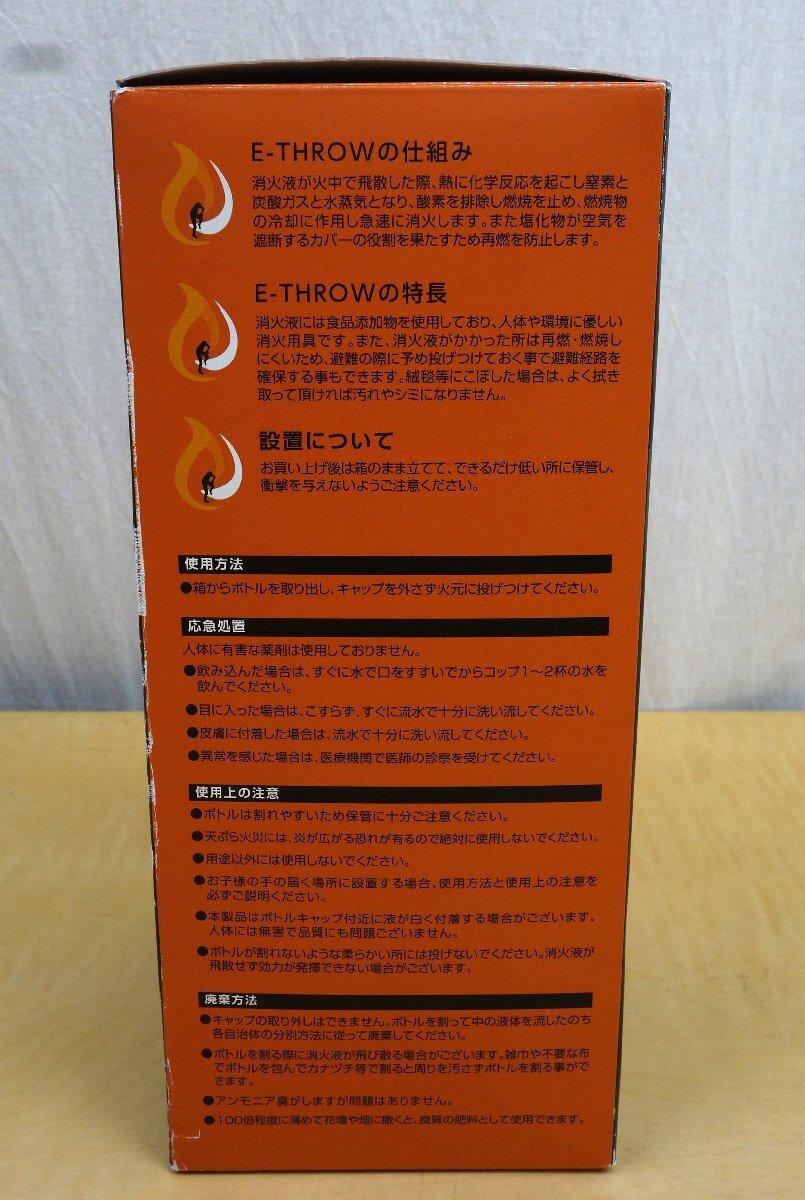 E-THROWの仕組み
消火液が火中で飛散した際、熱に化学反応を起こし窒素と
炭酸ガスと水蒸気となり、酸素を排除し燃焼を止め、燃焼物
の冷却に作用し急速に消火します。また塩化物が空気を
遮断するカバーの役割を果たすため再燃を防止します。
E-THROWの特長
消火液には食品添加物を使用しており、人体や環境に優しい
消火用具です。また、消火液がかかった所は再燃・燃焼し
にくいため、避難の際に予め投げつけておく事で避難経路を
確保する事もできます。絨毯等にこぼした場合は、よく拭き
取って頂ければ汚れやシミになりません。
設置について
お買い上げ後は箱のまま立てて、できるだけ低い所に保管し、
衝撃を与えないようご注意ください。
使用方法
●箱からボトルを取り出し、キャップを外さず火元に投げつけてください。
応急処置
人体に有害な薬剤は使用しておりません。
●飲み込んだ場合は、すぐに水で口をすすいでからコップ1〜2杯の水を
飲んでください。
●目に入った場合は、こすらず、すぐに流水で十分に洗い流してください。
●皮膚に付着した場合は、流水で十分に洗い流してください。
●異常を感じた場合は、医療機関で医師の診察を受けてください。
使用上の注意
●ボトルは割れやすいため保管に十分ご注意ください。
●天ぷら火災には、炎が広がる恐れが有るので絶対に使用しないでください。
●用途以外には使用しないでください。
●お子様の手の届く場所に設置する場合、使用方法と使用上の注意を
必ずご説明ください。
●本製品はボトルキャップ付近に液が白く付着する場合がございます。
人体には無害で品質にも問題ございません。
●ボトルが割れないような柔らかい所には投げないでください。消火液が
飛散せず効力が発揮できない場合がございます。
廃棄方法
●キャップの取り外しはできません。ボトルを割って中の液体を流したのち
各自治体の分別方法に従って廃棄してください。
●ボトルを割る際に消火液が飛び散る場合がございます。雑巾や不要な布
でボトルを包んでカナヅチ等で割ると周りを汚さずボトルを割る事がで
きます。
●アンモニア臭がしますが問題はありません。
●100倍程度に薄めて花壇や畑に撒くと、良質の肥料として使用できます。